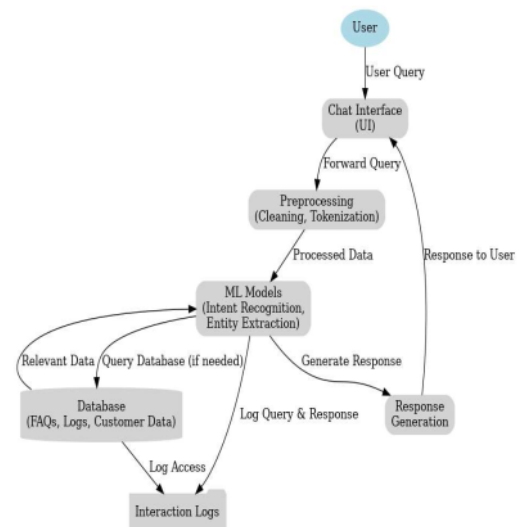 User
User Query
Chat Interface
(UI)
Forward Query
Preprocessing
(Cleaning, Tokenization)
Processed Data
Response to User
ML Models
(Intent Recognition,
Entity Extraction)
Relevant Data
Query Database (if needed)
Generate Response
Database
(FAQs, Logs, Customer Data)
Log Query & Response
Response
Generation
Log Access
Interaction Logs